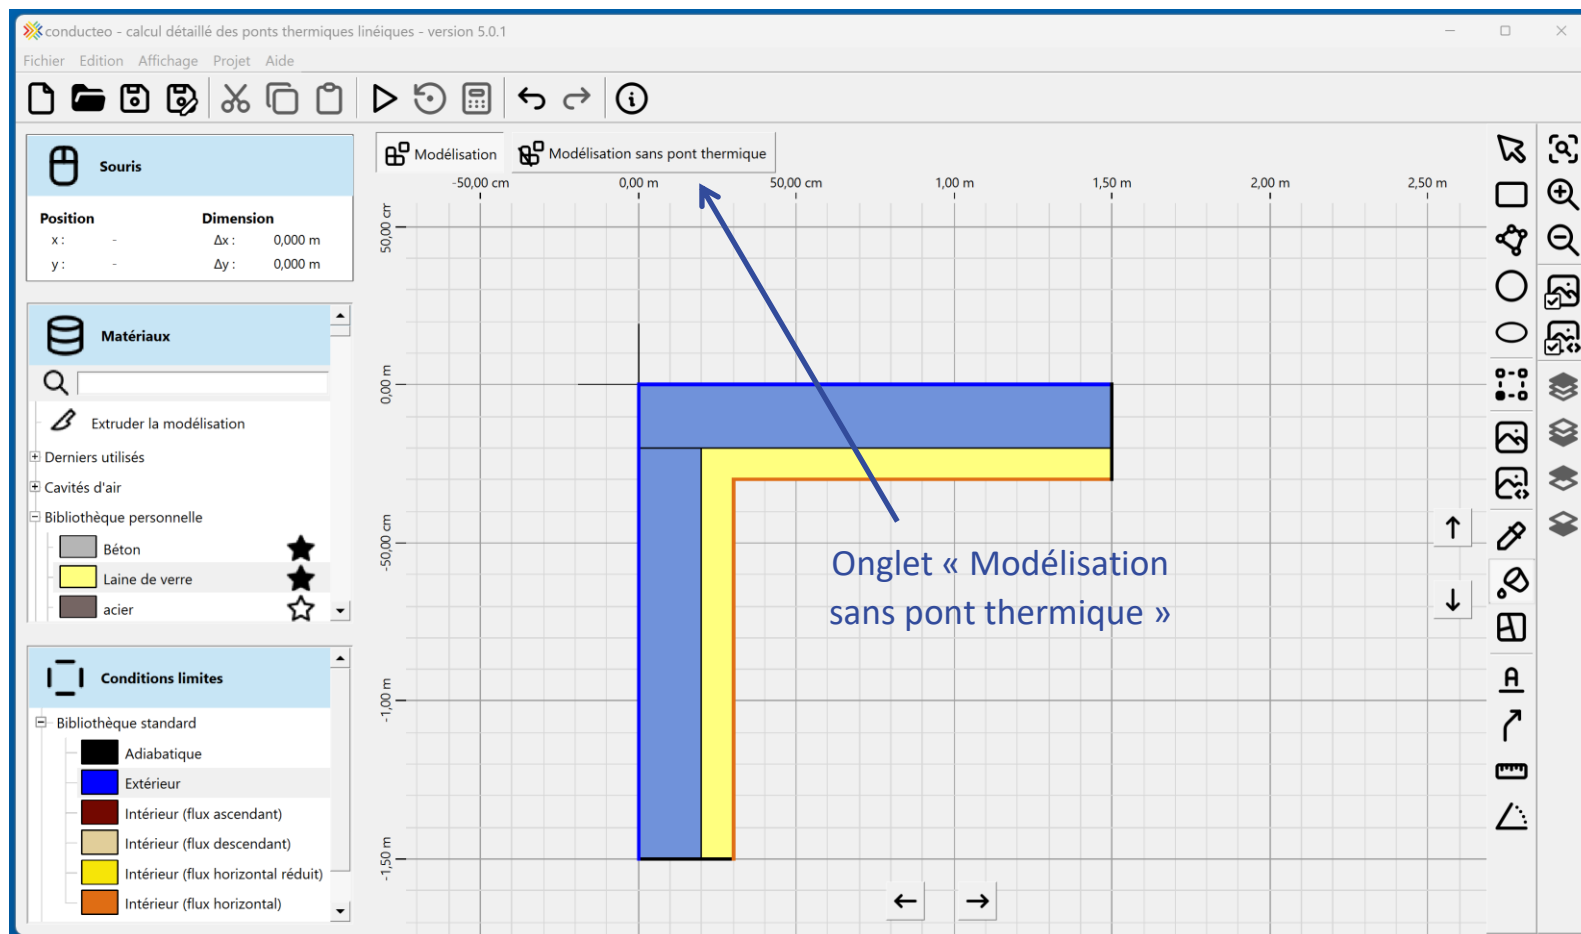 conducteo - calcul détaillé des ponts thermiques linéiques - version 5.0.1
Fichier Edition Affichage Projet Aide
Souris
Position Dimension
x : - Δx : 0,000 m
y : - Δy : 0,000 m
Matériaux
Extruder la modélisation
Derniers utilisés
Cavités d'air
Bibliothèque personnelle
Béton
Laine de verre
acier
Conditions limites
Bibliothèque standard
Adiabatique
Extérieur
Intérieur (flux ascendant)
Intérieur (flux descendant)
Intérieur (flux horizontal réduit)
Intérieur (flux horizontal)
Modélisation Modélisation sans pont thermique
-50,00 cm 0,00 m 50,00 cm 1,00 m 1,50 m 2,00 m 2,50 m
50,00 cm
0,00 m
-50,00 cm
-1,00 m
-1,50 m
Onglet « Modélisation
sans pont thermique »
A